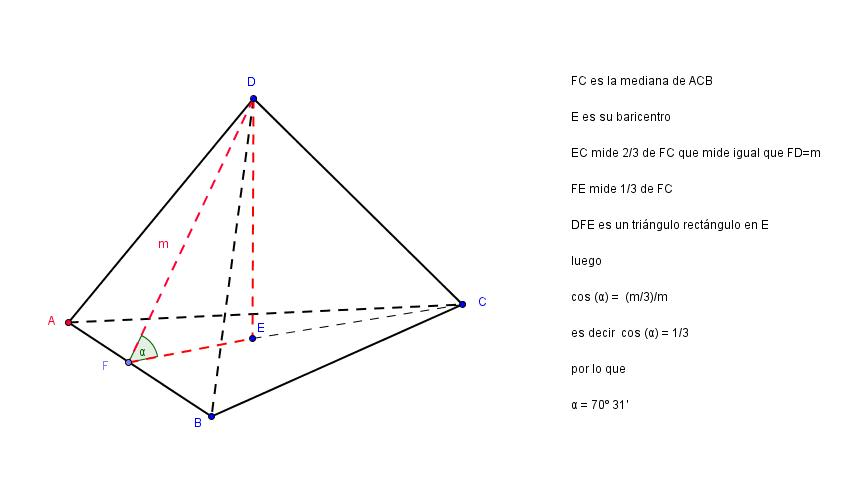 D
FC es la mediana de ACB
E es su baricentro
EC mide 2/3 de FC que mide igual que FD=m
FE mide 1/3 de FC
DFE es un triángulo rectángulo en E
m
luego
cos (α) = (m/3)/m
C
A
E
es decir cos (α) = 1/3
α
F
por lo que
α = 70º 31'
B